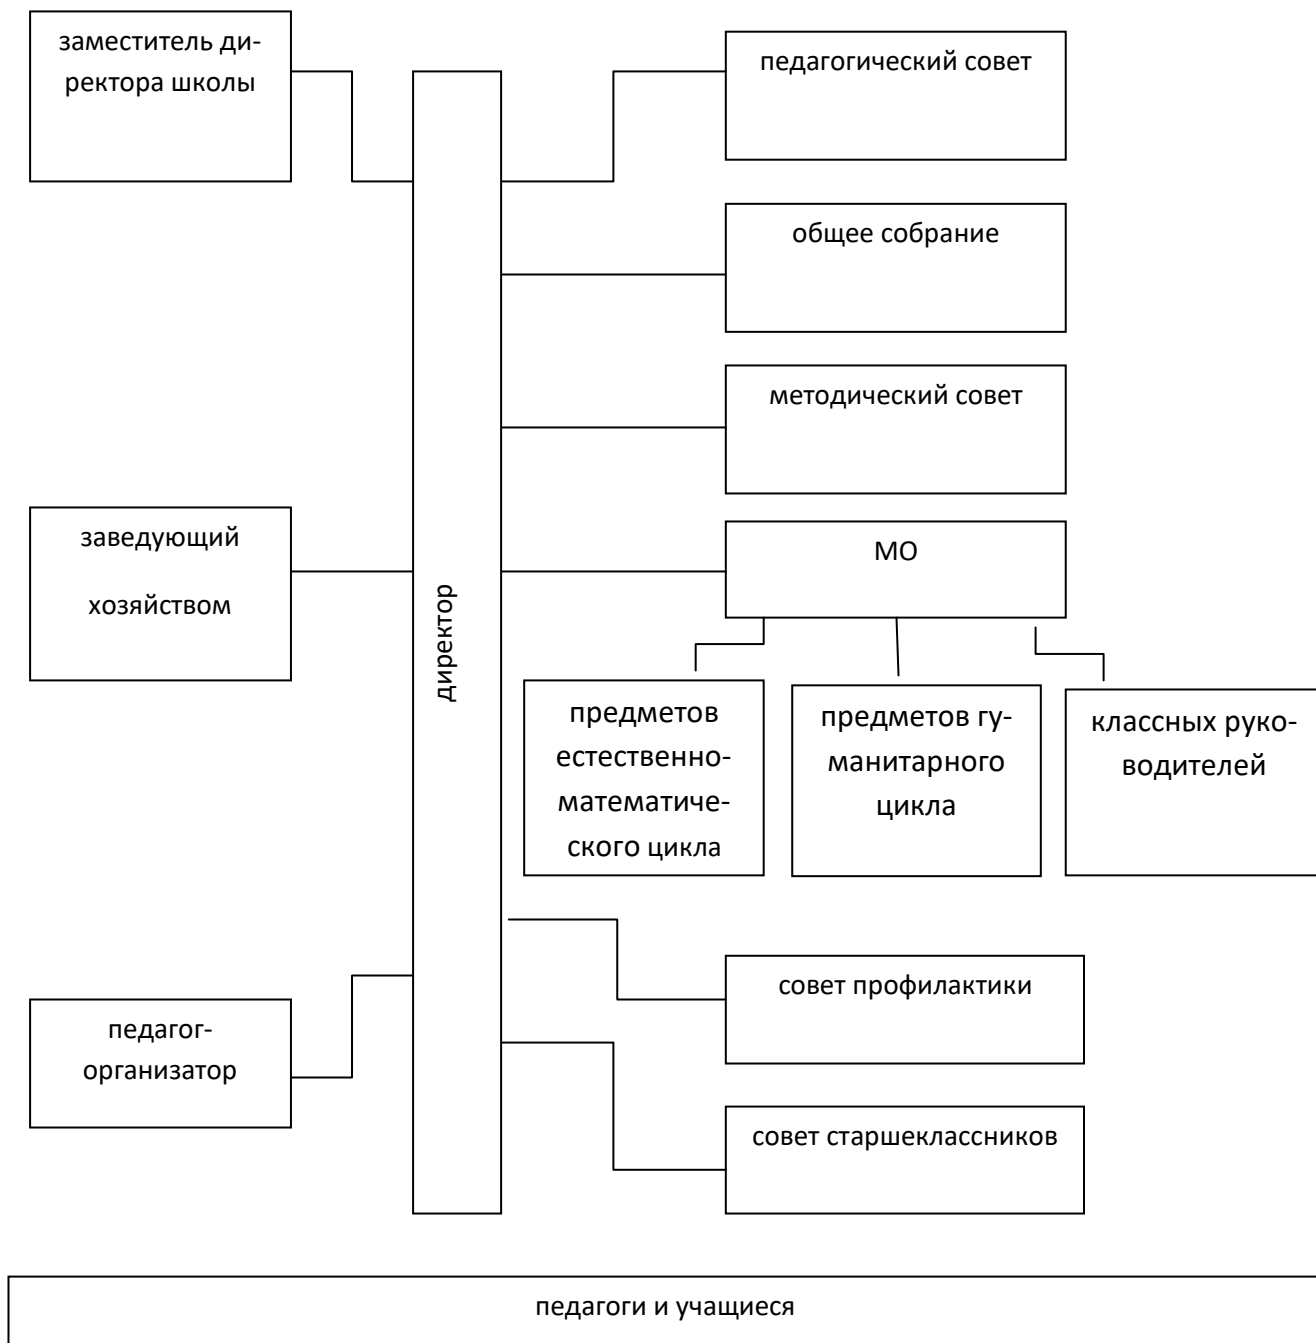 заместитель ди-
ректора школы
педагогический совет
общее собрание
методический совет
заведующий
хозяйством
директор
МО
предметов
естественно-
математиче-
ского цикла
предметов гу-
манитарного
цикла
классных руко-
водителей
совет профилактики
педагог-
организатор
совет старшеклассников
педагоги и учащиеся